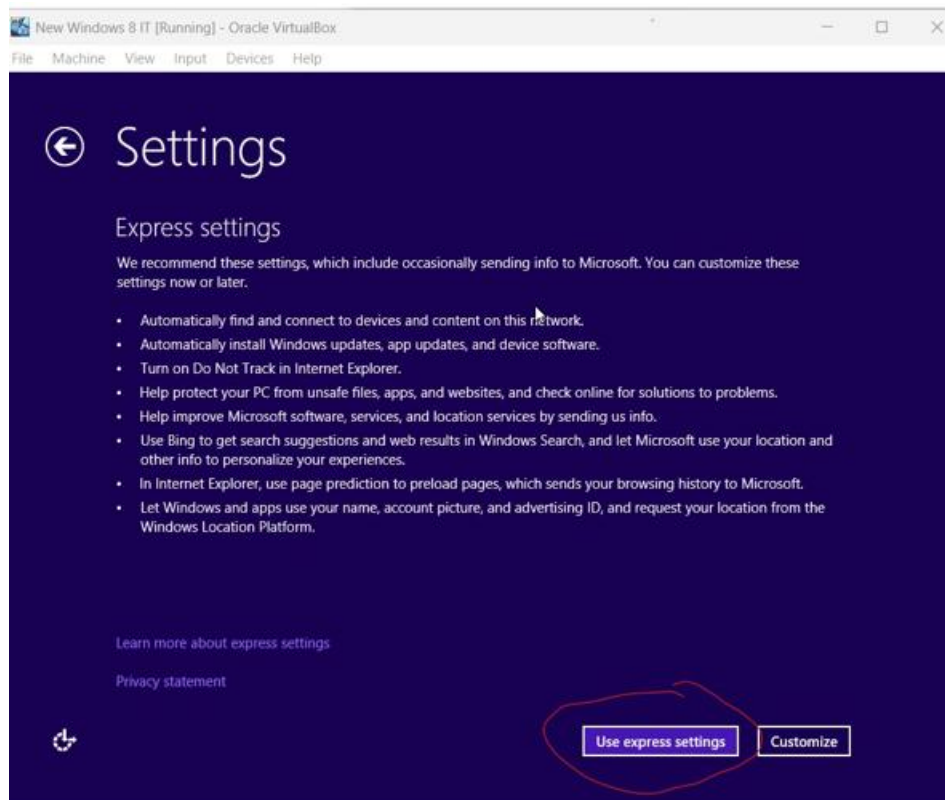 New Windows 8 IT [Running] - Oracle VirtualBox
File Machine View Input Devices Help
Settings
Express settings
We recommend these settings, which include occasionally sending info to Microsoft. You can customize these
settings now or later.
• Automatically find and connect to devices and content on this network.
• Automatically install Windows updates, app updates, and device software.
• Turn on Do Not Track in Internet Explorer.
• Help protect your PC from unsafe files, apps, and websites, and check online for solutions to problems.
• Help improve Microsoft software, services, and location services by sending us info.
• Use Bing to get search suggestions and web results in Windows Search, and let Microsoft use your location and
other info to personalize your experiences.
• In Internet Explorer, use page prediction to preload pages, which sends your browsing history to Microsoft.
• Let Windows and apps use your name, account picture, and advertising ID, and request your location from the
Windows Location Platform.
Learn more about express settings
Privacy statement
Use express settings Customize